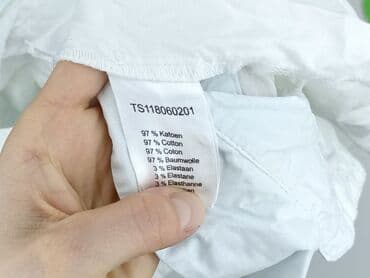 TS118060201
97 % Katoen
97 % Cotton
97 % Coton
97 % Baumwolle
3 % Elastaan
3 % Elastane
3 % Elasthanne